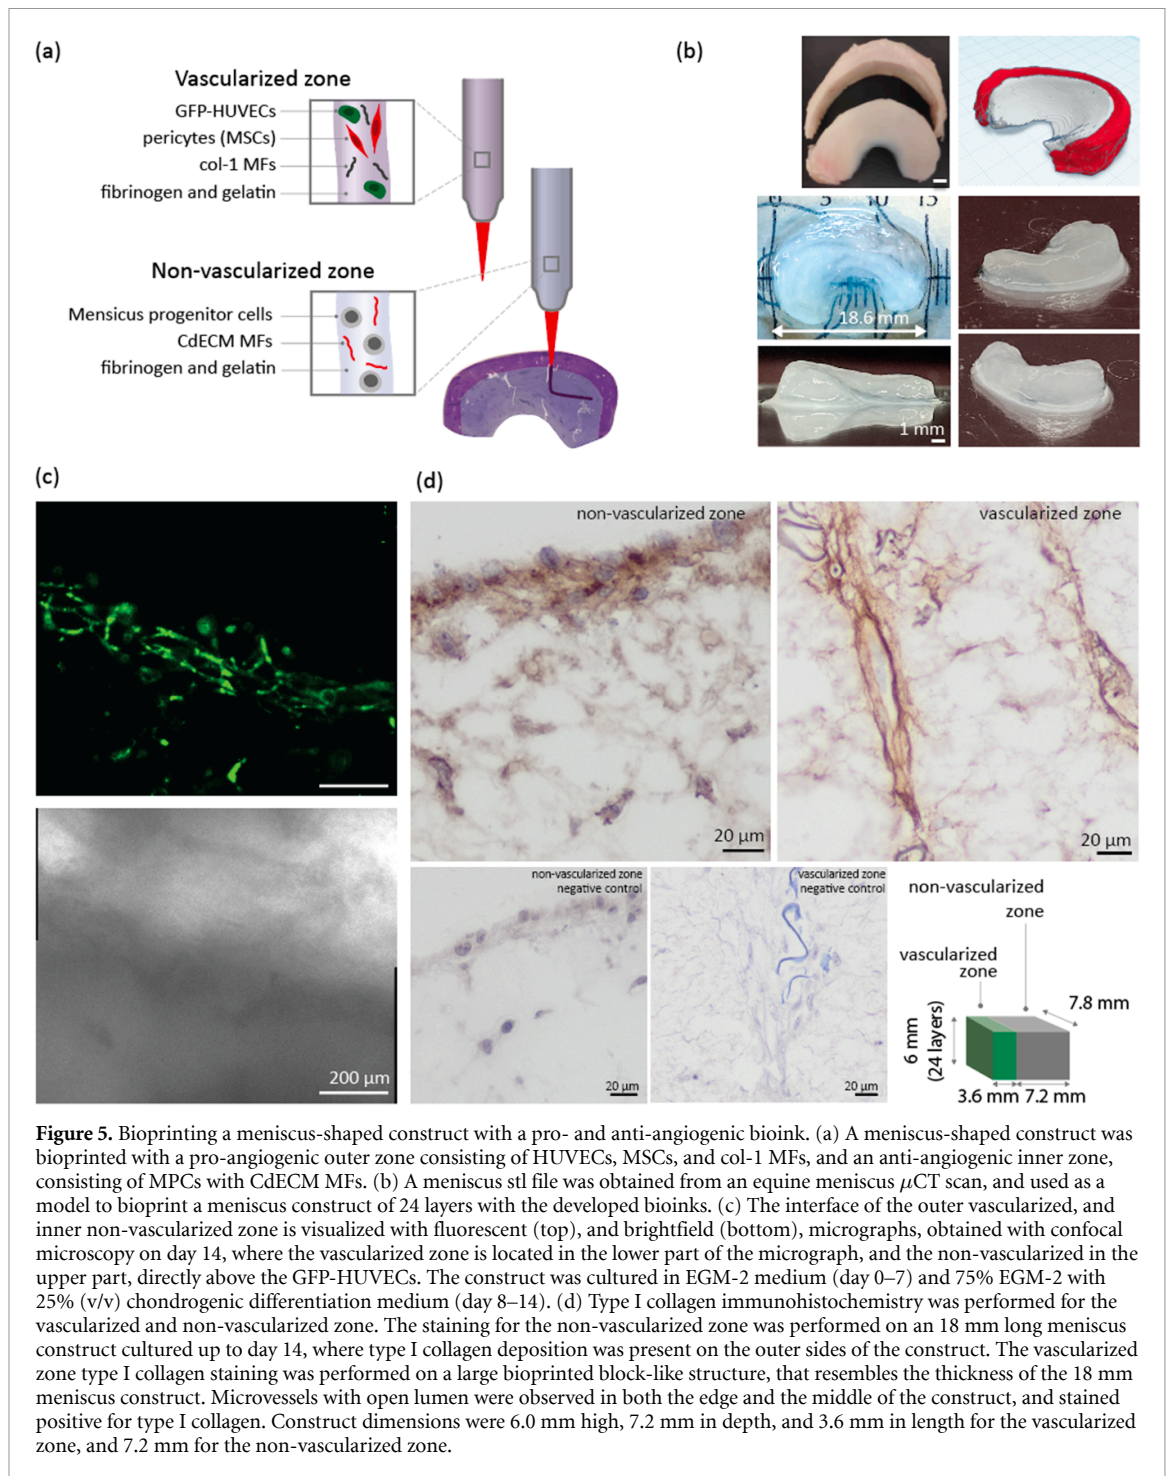 (a)
Vascularized zone
GFP-HUVECs
pericytes (MSCs)
col-1 MFs
fibrinogen and gelatin
Non-vascularized zone
Mensicus progenitor cells
CdECM MFs
fibrinogen and gelatin
(b)
5 10 15
18.6 mm
1 mm
(c)
200 µm
(d)
non-vascularized zone
20 µm
vascularized zone
20 µm
non-vascularized zone
negative control
20 µm
vascularized zone
negative control
20 µm
non-vascularized
zone
vascularized
zone
7.8 mm
6 mm
(24 layers)
3.6 mm 7.2 mm
Figure 5. Bioprinting a meniscus-shaped construct with a pro- and anti-angiogenic bioink. (a) A meniscus-shaped construct was
bioprinted with a pro-angiogenic outer zone consisting of HUVECs, MSCs, and col-1 MFs, and an anti-angiogenic inner zone,
consisting of MPCs with CdECM MFs. (b) A meniscus stl file was obtained from an equine meniscus µCT scan, and used as a
model to bioprint a meniscus construct of 24 layers with the developed bioinks. (c) The interface of the outer vascularized, and
inner non-vascularized zone is visualized with fluorescent (top), and brightfield (bottom), micrographs, obtained with confocal
microscopy on day 14, where the vascularized zone is located in the lower part of the micrograph, and the non-vascularized in the
upper part, directly above the GFP-HUVECs. The construct was cultured in EGM-2 medium (day 0–7) and 75% EGM-2 with
25% (v/v) chondrogenic differentiation medium (day 8–14). (d) Type I collagen immunohistochemistry was performed for the
vascularized and non-vascularized zone. The staining for the non-vascularized zone was performed on an 18 mm long meniscus
construct cultured up to day 14, where type I collagen deposition was present on the outer sides of the construct. The vascularized
zone type I collagen staining was performed on a large bioprinted block-like structure, that resembles the thickness of the 18 mm
meniscus construct. Microvessels with open lumen were observed in both the edge and the middle of the construct, and stained
positive for type I collagen. Construct dimensions were 6.0 mm high, 7.2 mm in depth, and 3.6 mm in length for the vascularized
zone, and 7.2 mm for the non-vascularized zone.